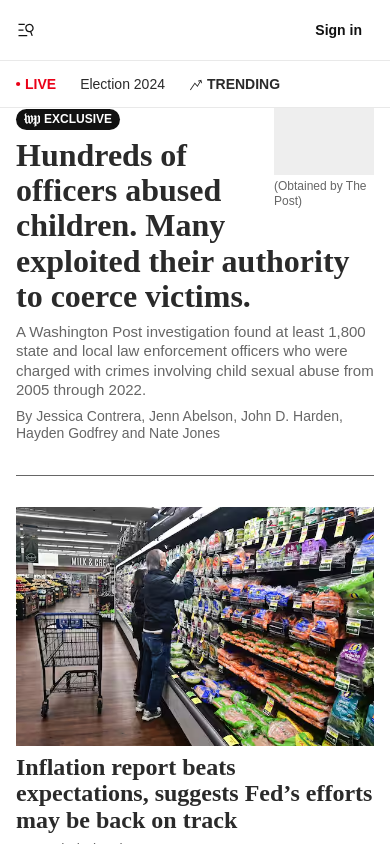 Sign in
LIVE
Election 2024
TRENDING
wp EXCLUSIVE
Hundreds of
officers abused
children. Many
exploited their authority
to coerce victims.
(Obtained by The
Post)
A Washington Post investigation found at least 1,800
state and local law enforcement officers who were
charged with crimes involving child sexual abuse from
2005 through 2022.
By Jessica Contrera, Jenn Abelson, John D. Harden,
Hayden Godfrey and Nate Jones
MILK & CHE
Inflation report beats
expectations, suggests Fed’s efforts
may be back on track